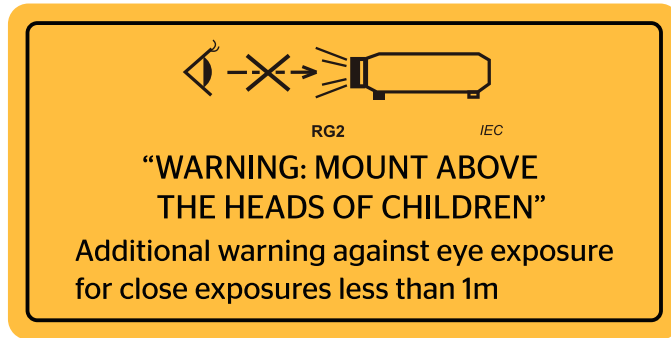 RG2 IEC
“WARNING: MOUNT ABOVE
THE HEADS OF CHILDREN”
Additional warning against eye exposure
for close exposures less than 1m